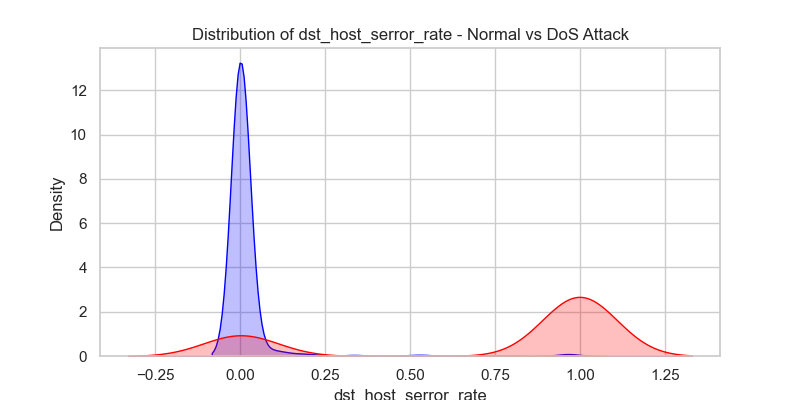 Distribution of dst_host_serror_rate - Normal vs DoS Attack
12
10
8
6
4
2
0
Density
−0.25 0.00 0.25 0.50 0.75 1.00 1.25
dst_host_serror_rate